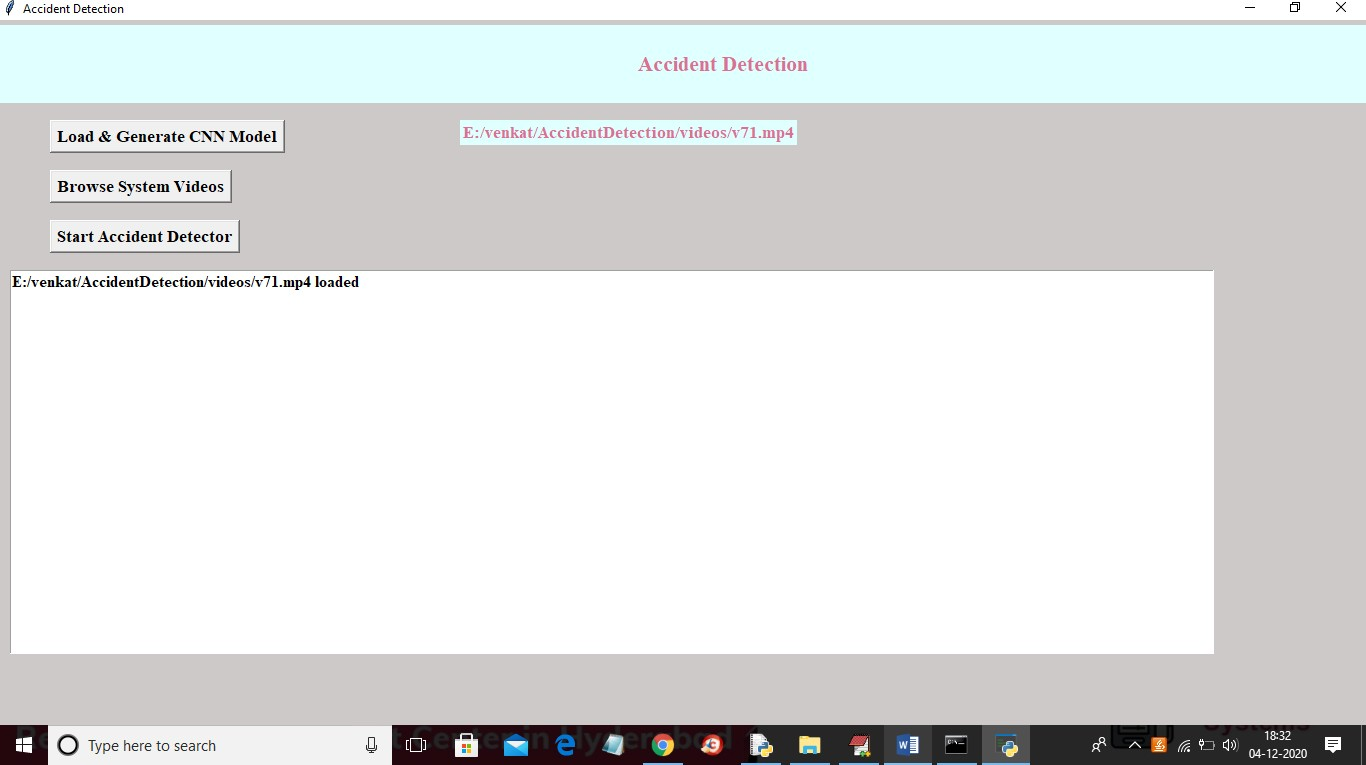 Accident Detection
Accident Detection
Load & Generate CNN Model
E:/venkat/AccidentDetection/videos/v71.mp4
Browse System Videos
Start Accident Detector
E:/venkat/AccidentDetection/videos/v71.mp4 loaded
Type here to search
18:32
04-12-2020